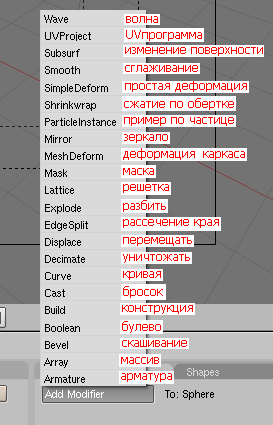 Wave волна
UVProject UVпрограмма
Subsurf изменение поверхности
Smooth сглаживание
SimpleDeform простая деформация
Shrinkwrap сжатие по обертке
ParticleInstance пример по частице
Mirror зеркало
MeshDeform деформация каркаса
Mask маска
Lattice решетка
Explode разбить
EdgeSplit рассечение края
Displace перемещать
Decimate уничтожать
Curve кривая
Cast бросок
Build конструкция
Boolean булево
Bevel скашивание
Array массив
Armature арматура
Shapes
Add Modifier To: Sphere